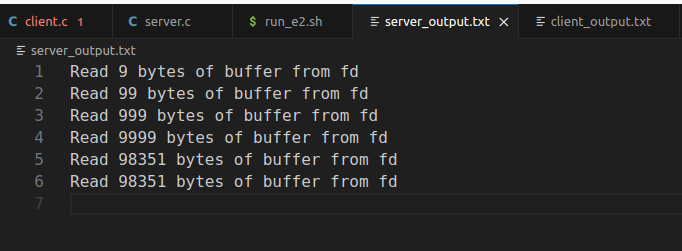 C client.c 1 C server.c $ run_e2.sh server_output.txt × client_output.txt
server_output.txt
1 Read 9 bytes of buffer from fd
2 Read 99 bytes of buffer from fd
3 Read 999 bytes of buffer from fd
4 Read 9999 bytes of buffer from fd
5 Read 98351 bytes of buffer from fd
6 Read 98351 bytes of buffer from fd
7